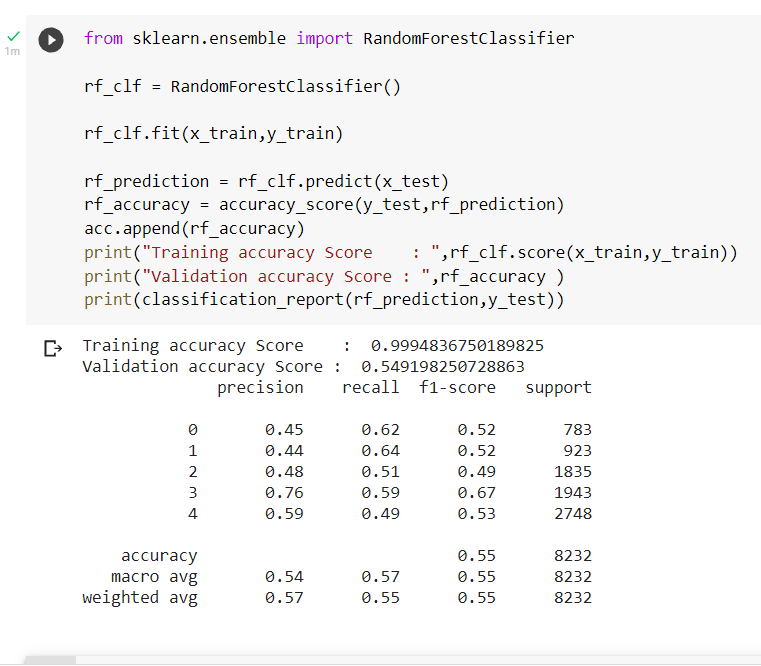 from sklearn.ensemble import RandomForestClassifier
rf_clf = RandomForestClassifier()
rf_clf.fit(x_train,y_train)
rf_prediction = rf_clf.predict(x_test)
rf_accuracy = accuracy_score(y_test,rf_prediction)
acc.append(rf_accuracy)
print("Training accuracy Score    : ",rf_clf.score(x_train,y_train))
print("Validation accuracy Score : ",rf_accuracy )
print(classification_report(rf_prediction,y_test))
1m
Training accuracy Score    :  0.9994836750189825
Validation accuracy Score :  0.549198250728863
precision    recall  f1-score   support
0       0.45      0.62      0.52       783
1       0.44      0.64      0.52       923
2       0.48      0.51      0.49      1835
3       0.76      0.59      0.67      1943
4       0.59      0.49      0.53      2748
accuracy                           0.55      8232
macro avg       0.54      0.57      0.55      8232
weighted avg       0.57      0.55      0.55      8232